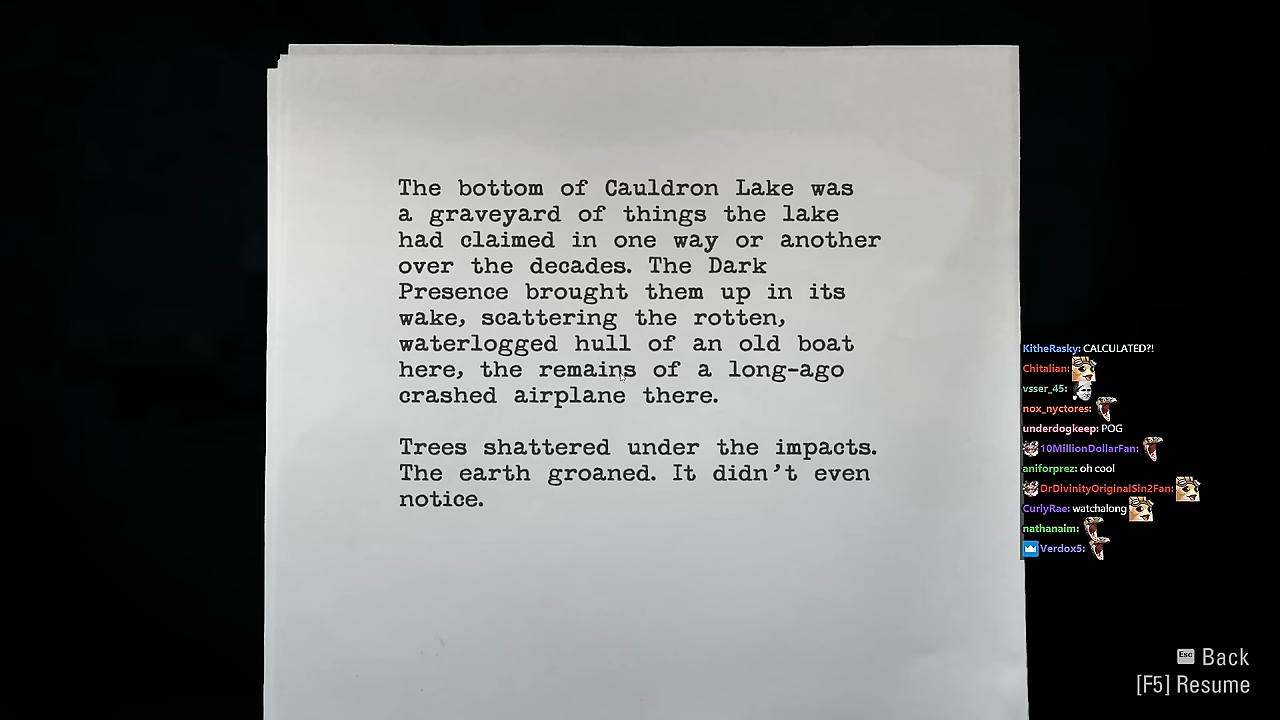 The bottom of Cauldron Lake was
a graveyard of things the lake
had claimed in one way or another
over the decades. The Dark
Presence brought them up in its
wake, scattering the rotten,
waterlogged hull of an old boat
here, the remains of a long-ago
crashed airplane there.
Trees shattered under the impacts.
The earth groaned. It didn't even
notice.
KitheRasky: CALCULATED?!
Chitalian:
vsser_45:
nox_nyctores:
underdogkeep: POG
10MillionDollarFan:
aniforprez: oh cool
DrDivinityOriginalSin2Fan:
CurlyRae: watchalong
nathanaim:
Verdox5:
Esc Back
[F5] Resume